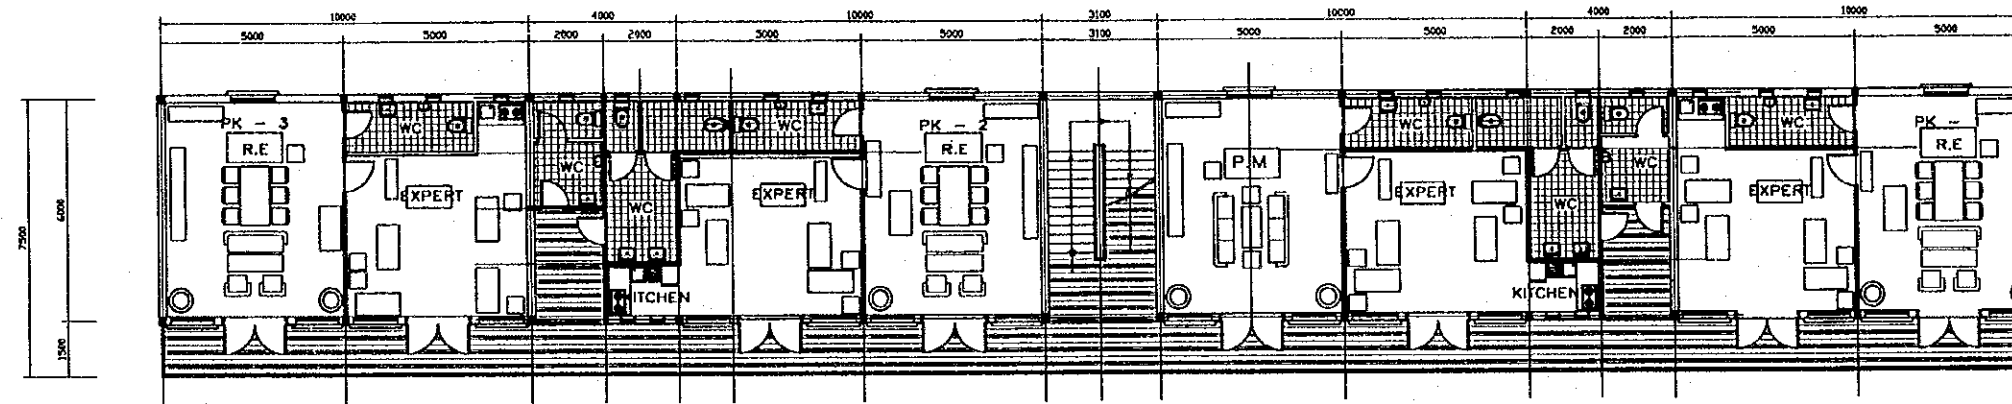 10000 4000 10000 3100 10000 4000 10000
5000 5000 2000 2000 5000 5000 3100 5000 5000 2000 2000 5000 5000
PK - 3
R.E
WC
EXPERT
WC
WC
KITCHEN
WC
EXPERT
PK - 2
R.E
P.M
WC
EXPERT
WC
KITCHEN
WC
WC
EXPERT
PK -
R.E
7500
6000
1500